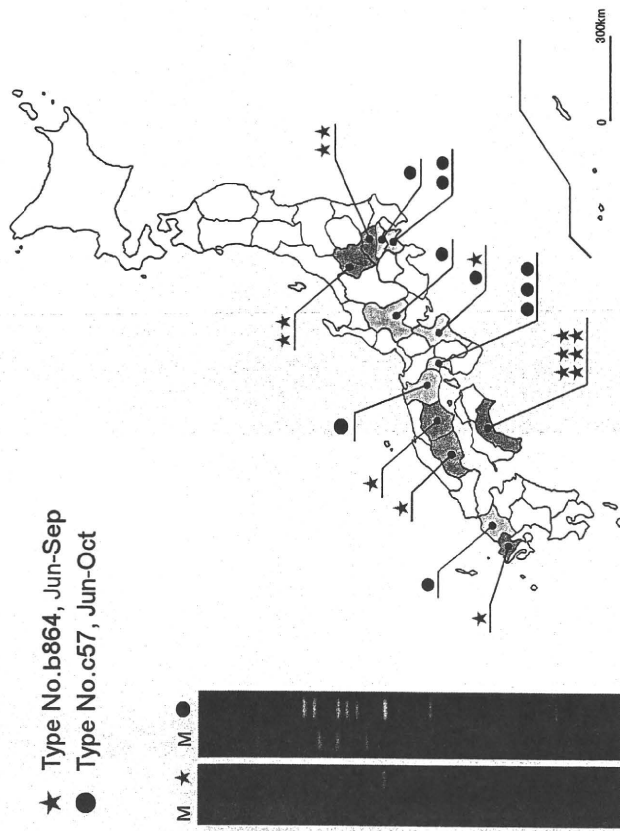 ★ Type No.b864, Jun-Sep
● Type No.c57, Jun-Oct
M ★ M ●
0 300km